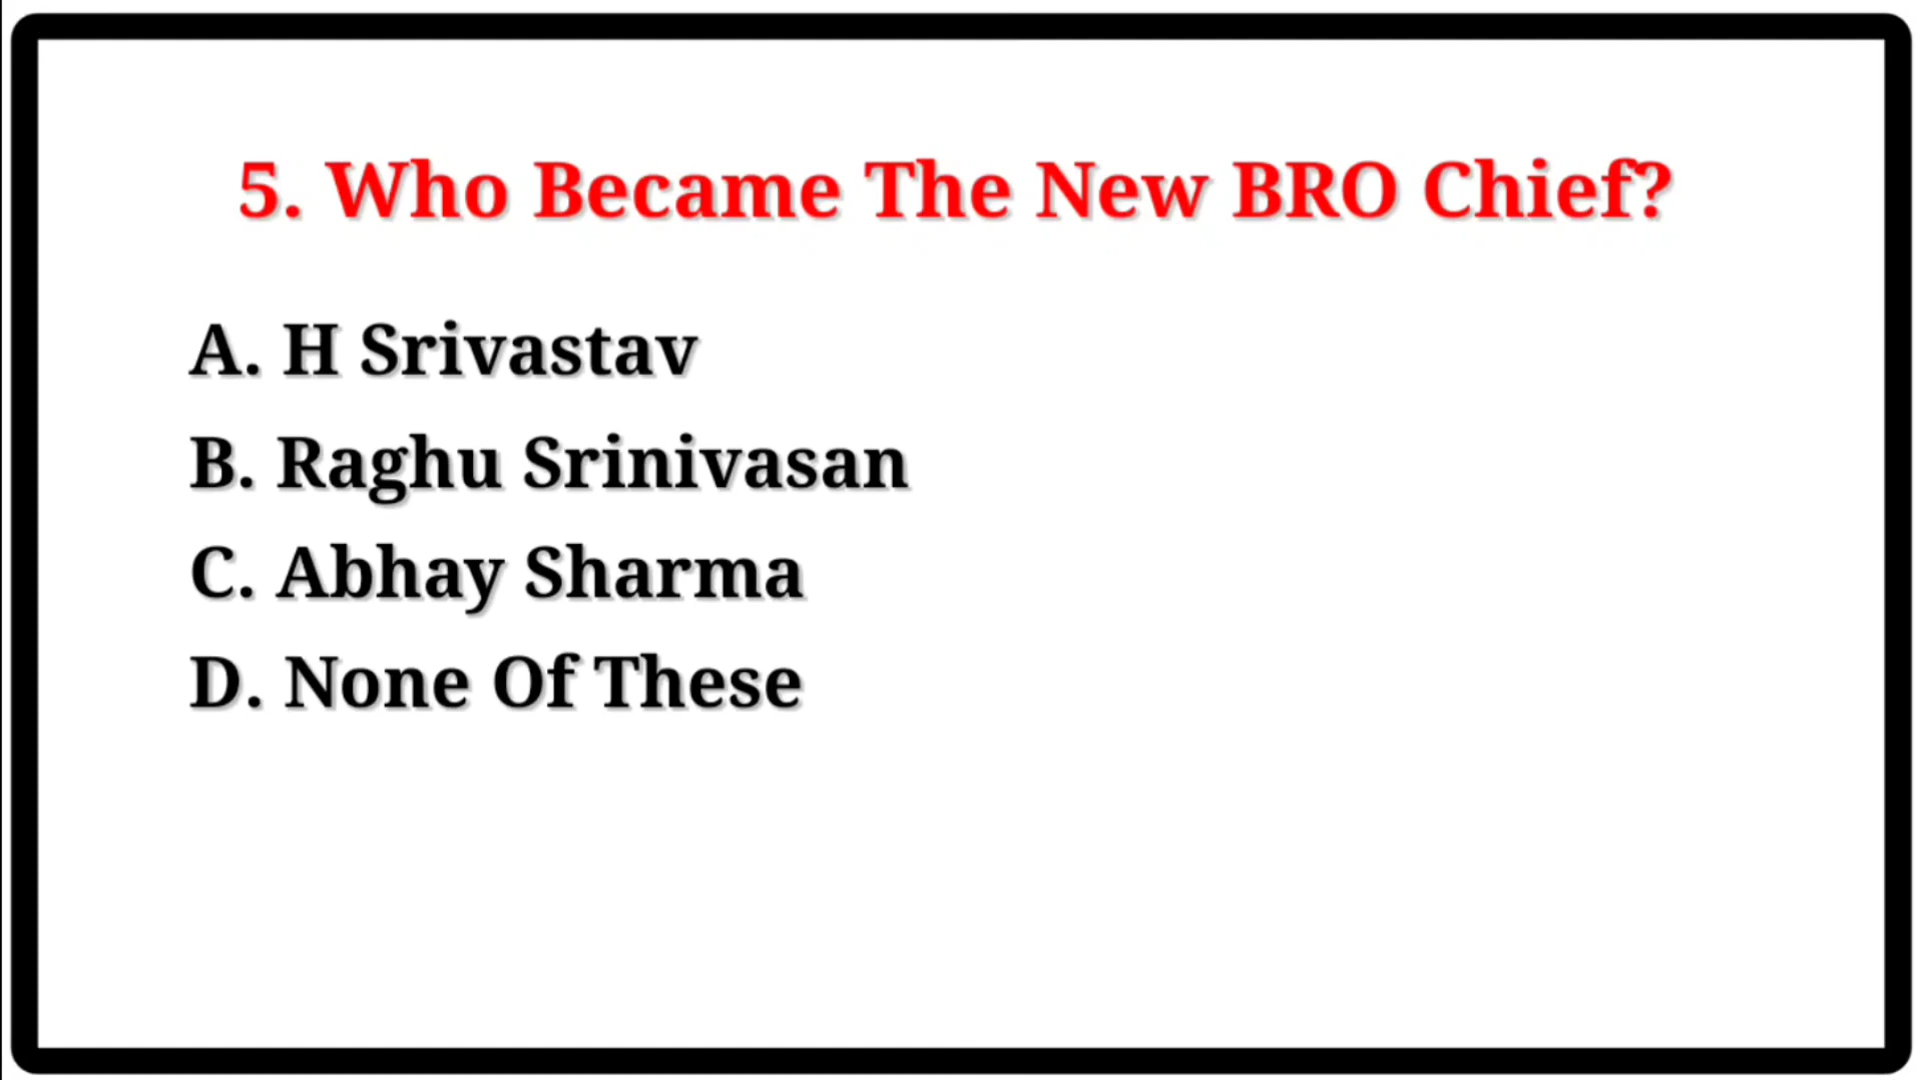 5. Who Became The New BRO Chief?
A. H Srivastav
B. Raghu Srinivasan
C. Abhay Sharma
D. None Of These